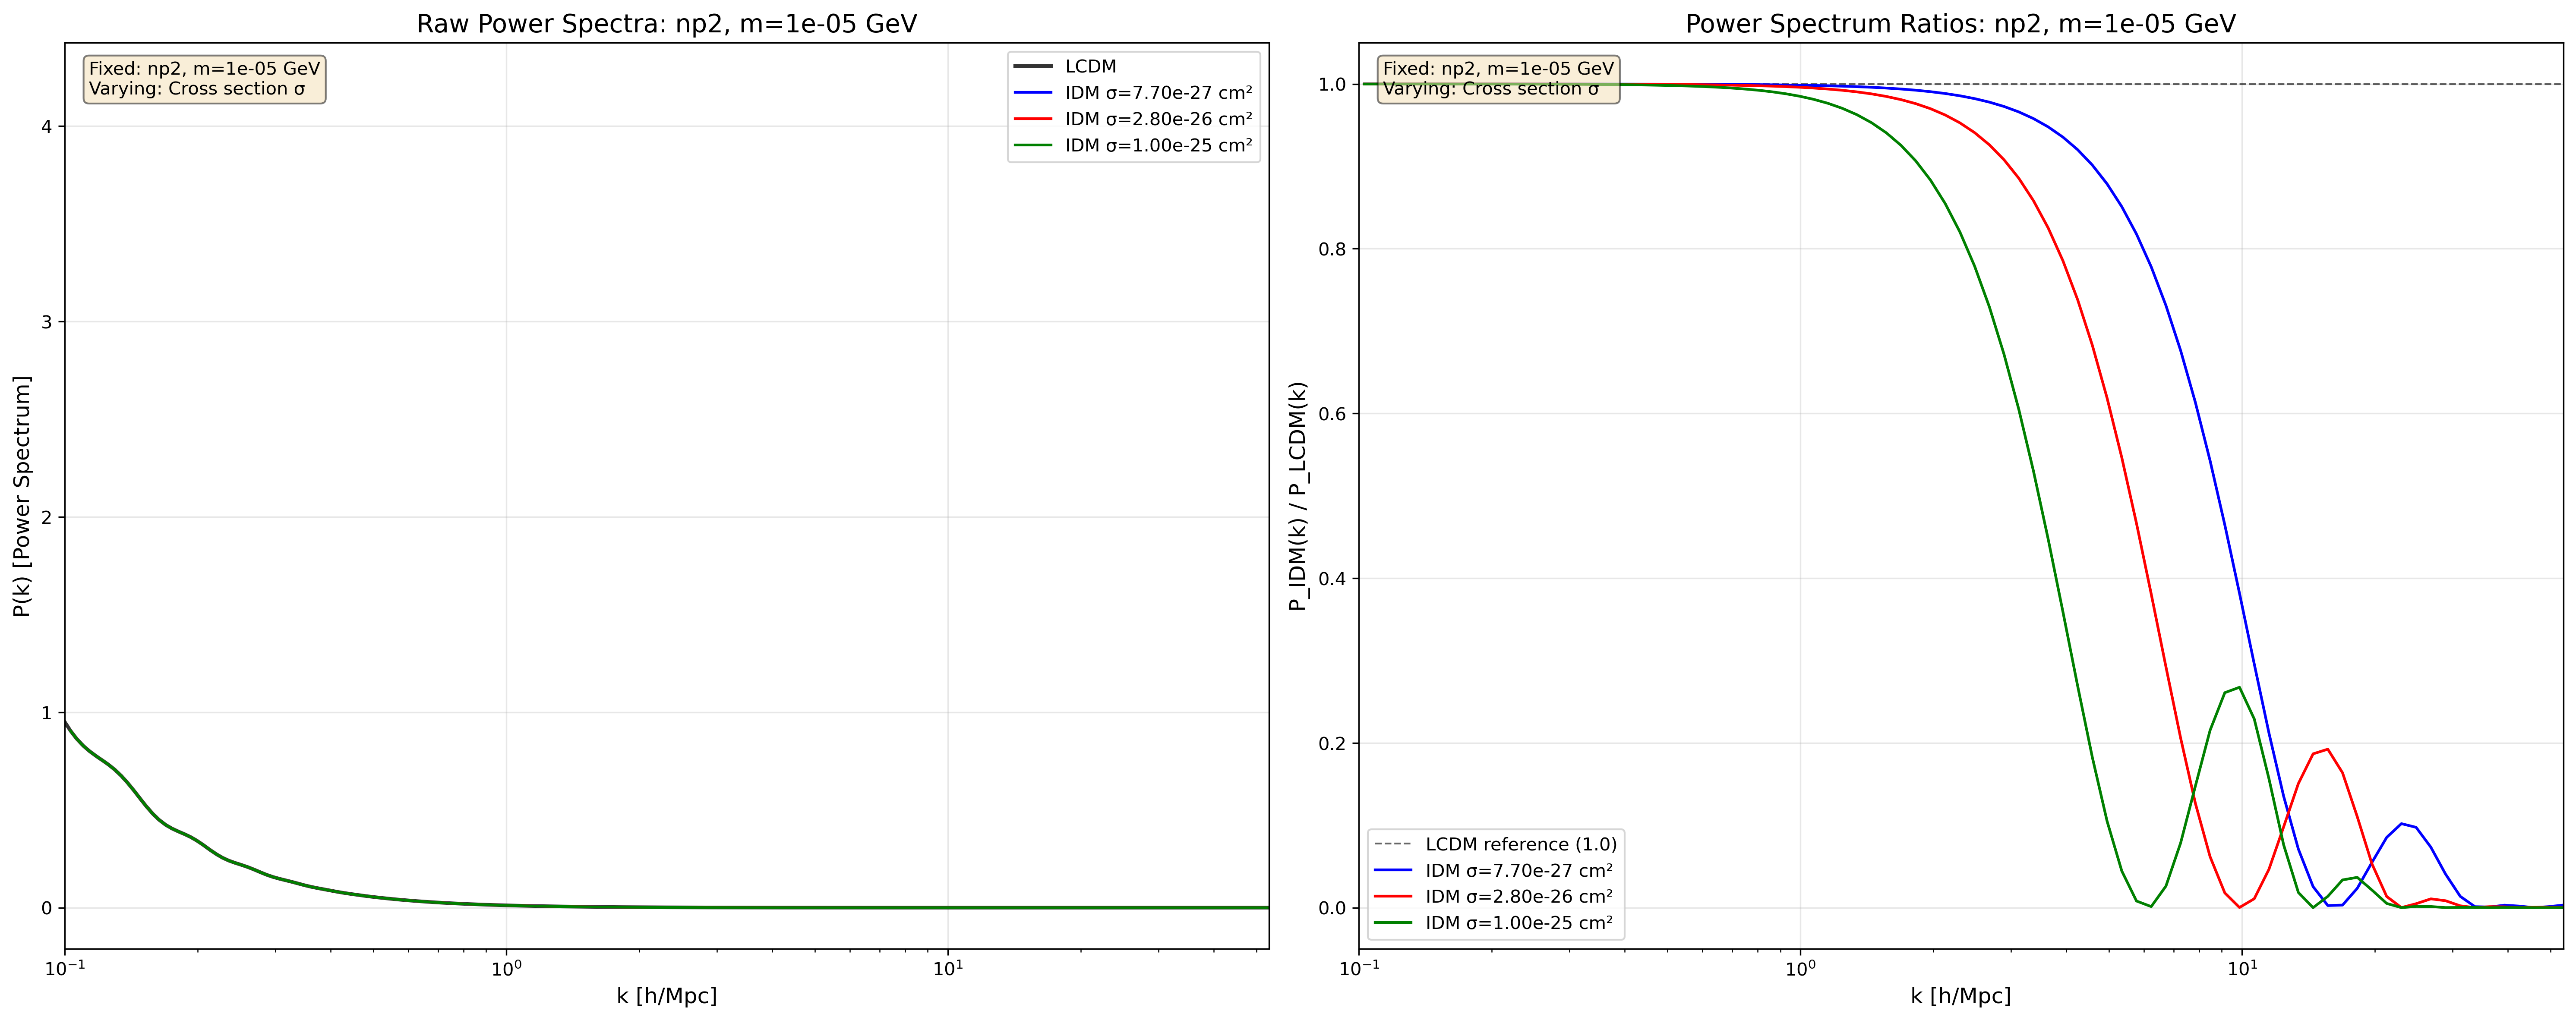 Raw Power Spectra: np2, m=1e-05 GeV
Fixed: np2, m=1e-05 GeV
Varying: Cross section σ
LCDM
IDM σ=7.70e-27 cm²
IDM σ=2.80e-26 cm²
IDM σ=1.00e-25 cm²
P(k) [Power Spectrum]
4
3
2
1
0
10⁻¹
10⁰
10¹
k [h/Mpc]
Power Spectrum Ratios: np2, m=1e-05 GeV
Fixed: np2, m=1e-05 GeV
Varying: Cross section σ
P_IDM(k) / P_LCDM(k)
1.0
0.8
0.6
0.4
0.2
0.0
LCDM reference (1.0)
IDM σ=7.70e-27 cm²
IDM σ=2.80e-26 cm²
IDM σ=1.00e-25 cm²
10⁻¹
10⁰
10¹
k [h/Mpc]